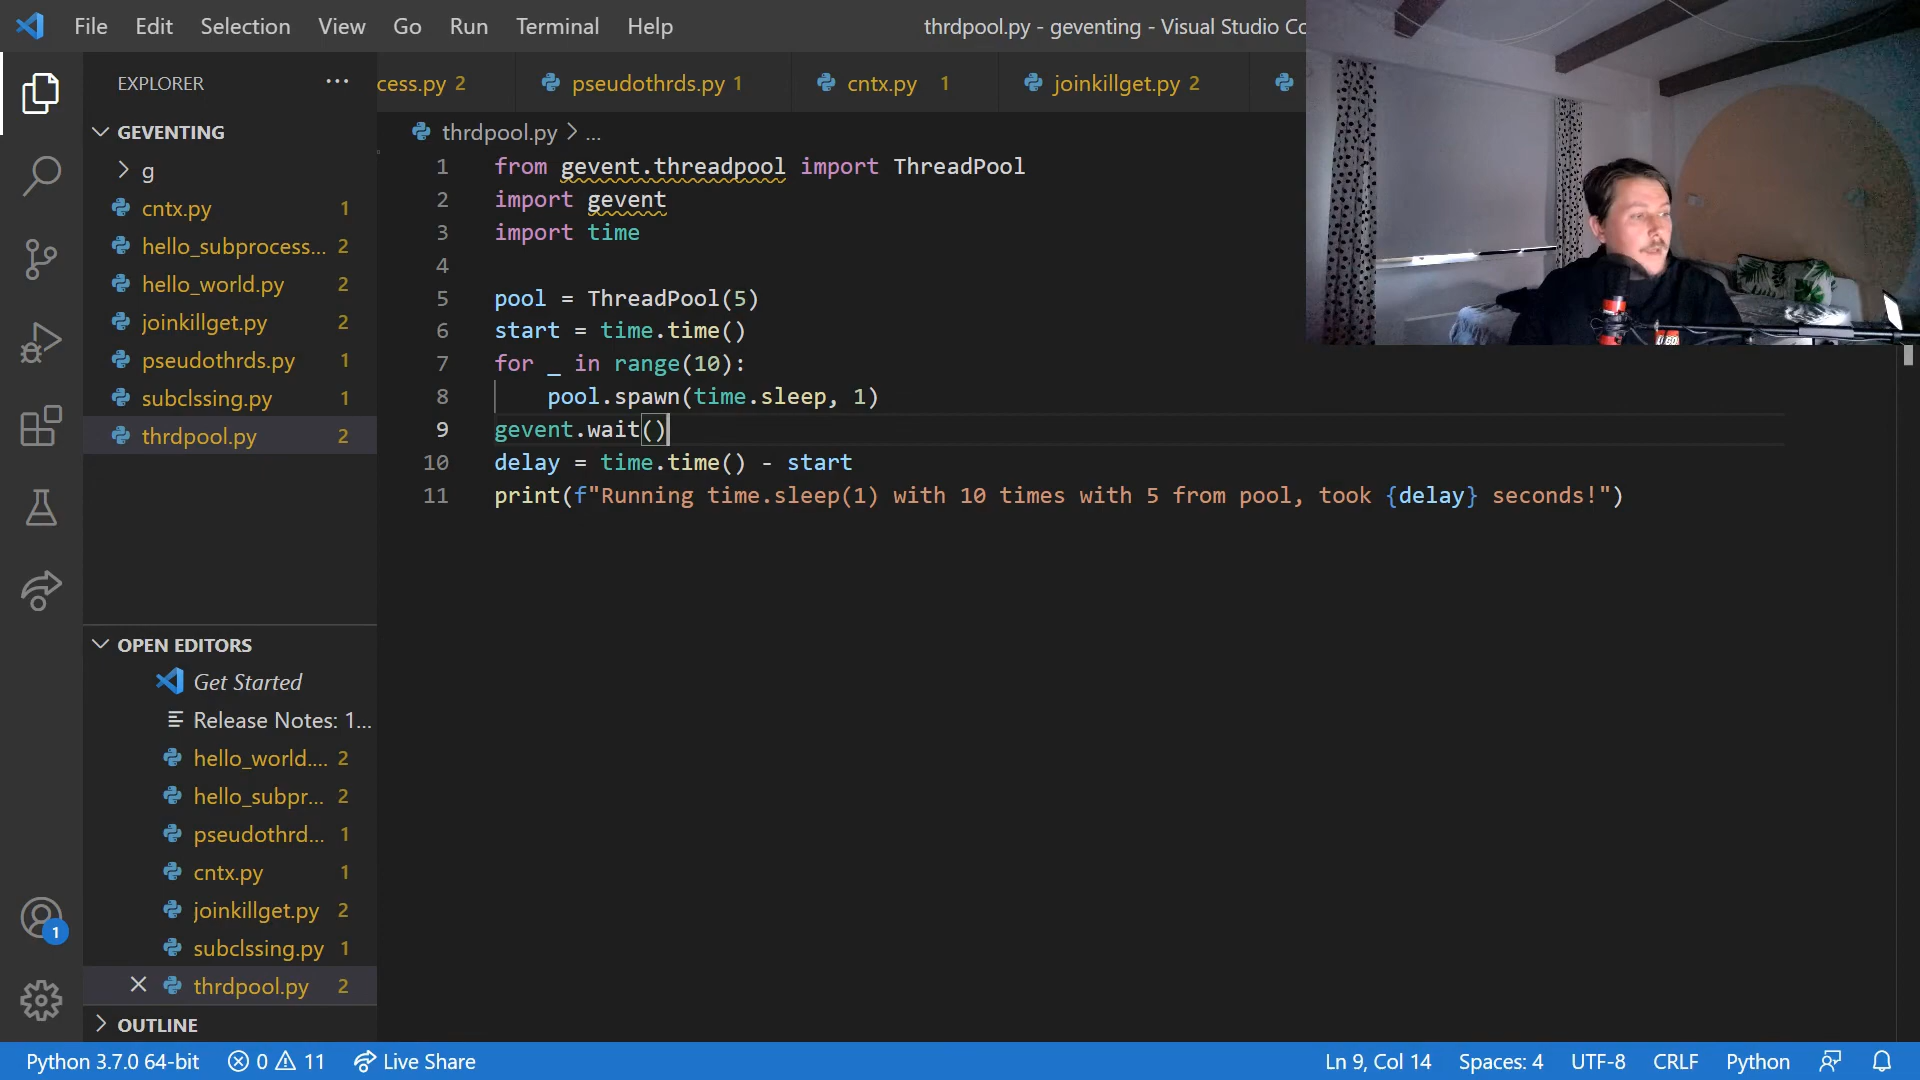 File Edit Selection View Go Run Terminal Help
thrdpool.py - geventing - Visual Studio Co
EXPLORER
cess.py 2
pseudothrds.py 1
cntx.py 1
joinkillget.py 2
GEVENTING
g
cntx.py 1
hello_subprocess... 2
hello_world.py 2
joinkillget.py 2
pseudothrds.py 1
subclssing.py 1
thrdpool.py 2
OPEN EDITORS
Get Started
Release Notes: 1...
hello_world.... 2
hello_subpr... 2
pseudothrd... 1
cntx.py 1
joinkillget.py 2
subclssing.py 1
thrdpool.py 2
OUTLINE
1
thrdpool.py > ...
1 from gevent.threadpool import ThreadPool
2 import gevent
3 import time
4
5 pool = ThreadPool(5)
6 start = time.time()
7 for _ in range(10):
8 pool.spawn(time.sleep, 1)
9 gevent.wait()
10 delay = time.time() - start
11 print(f"Running time.sleep(1) with 10 times with 5 from pool, took {delay} seconds!")
Python 3.7.0 64-bit 0 11 Live Share
Ln 9, Col 14 Spaces: 4 UTF-8 CRLF Python